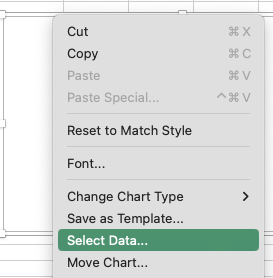 Cut ⌘ X
Copy ⌘ C
Paste ⌘ V
Paste Special... ^ ⌘ V
Reset to Match Style
Font...
Change Chart Type >
Save as Template...
Select Data...
Move Chart...